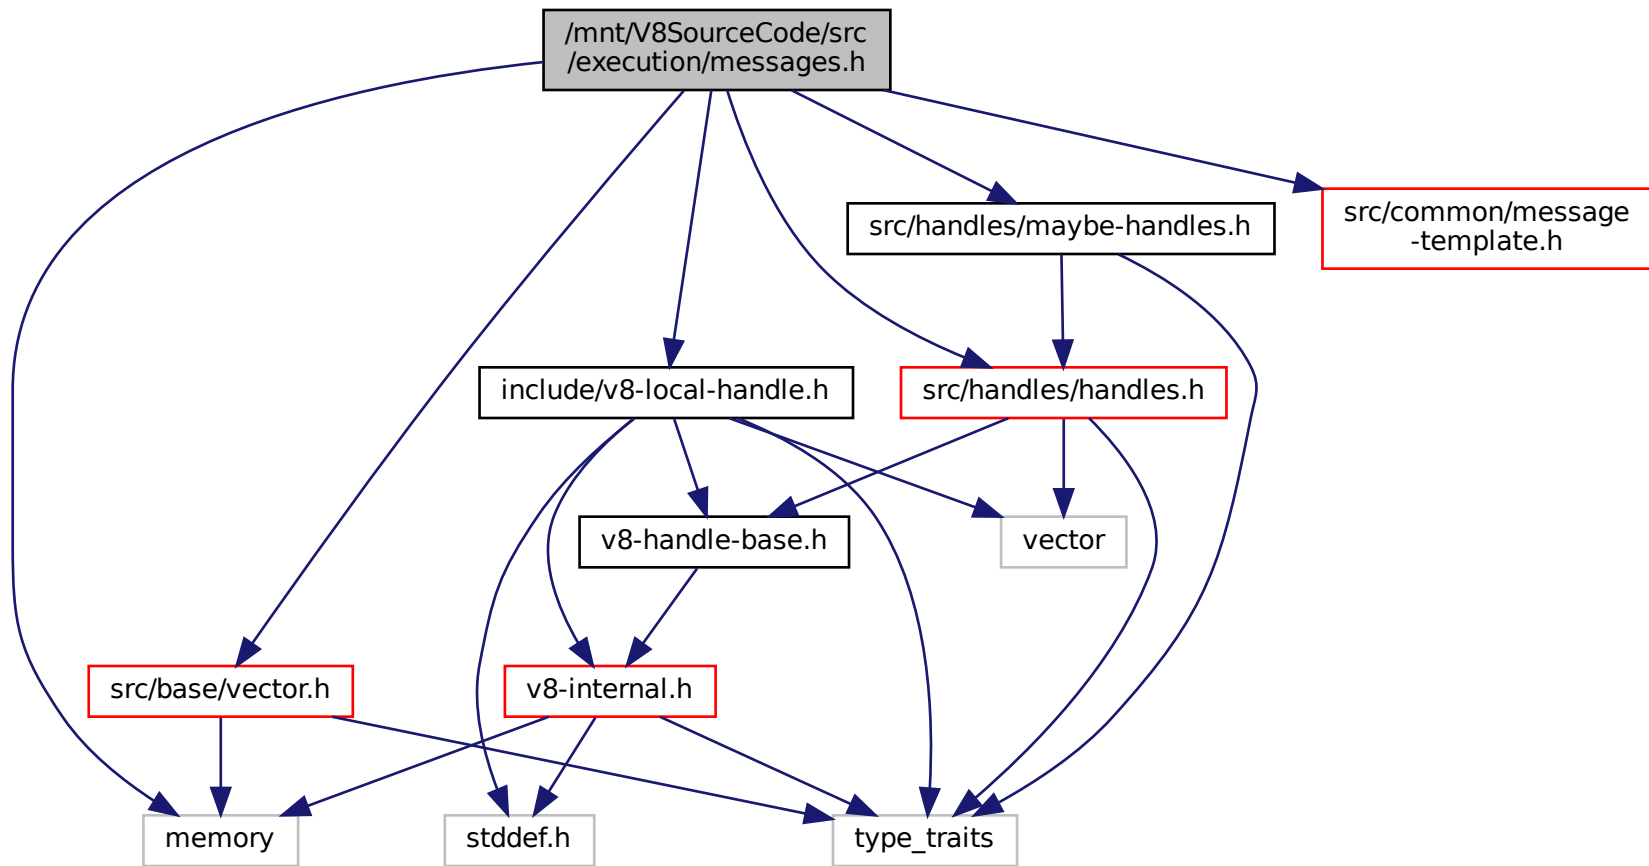 /mnt/V8SourceCode/src
/execution/messages.h
src/handles/maybe-handles.h
src/common/message
-template.h
include/v8-local-handle.h
src/handles/handles.h
v8-handle-base.h
vector
src/base/vector.h
v8-internal.h
memory
stddef.h
type_traits